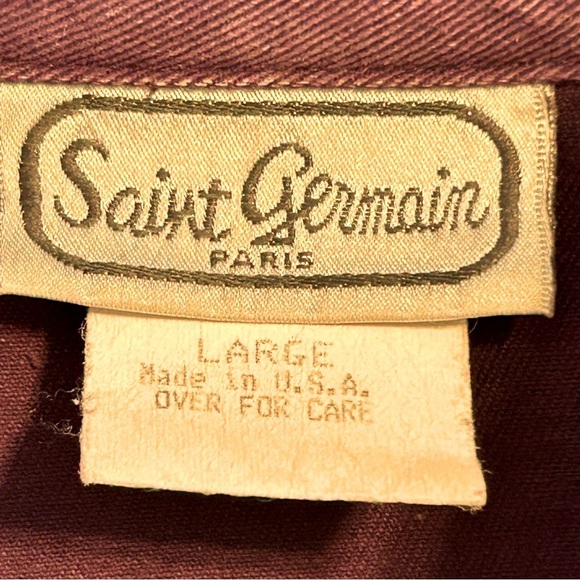 Saint Germain
PARIS
LARGE
Made in U.S.A.
OVER FOR CARE